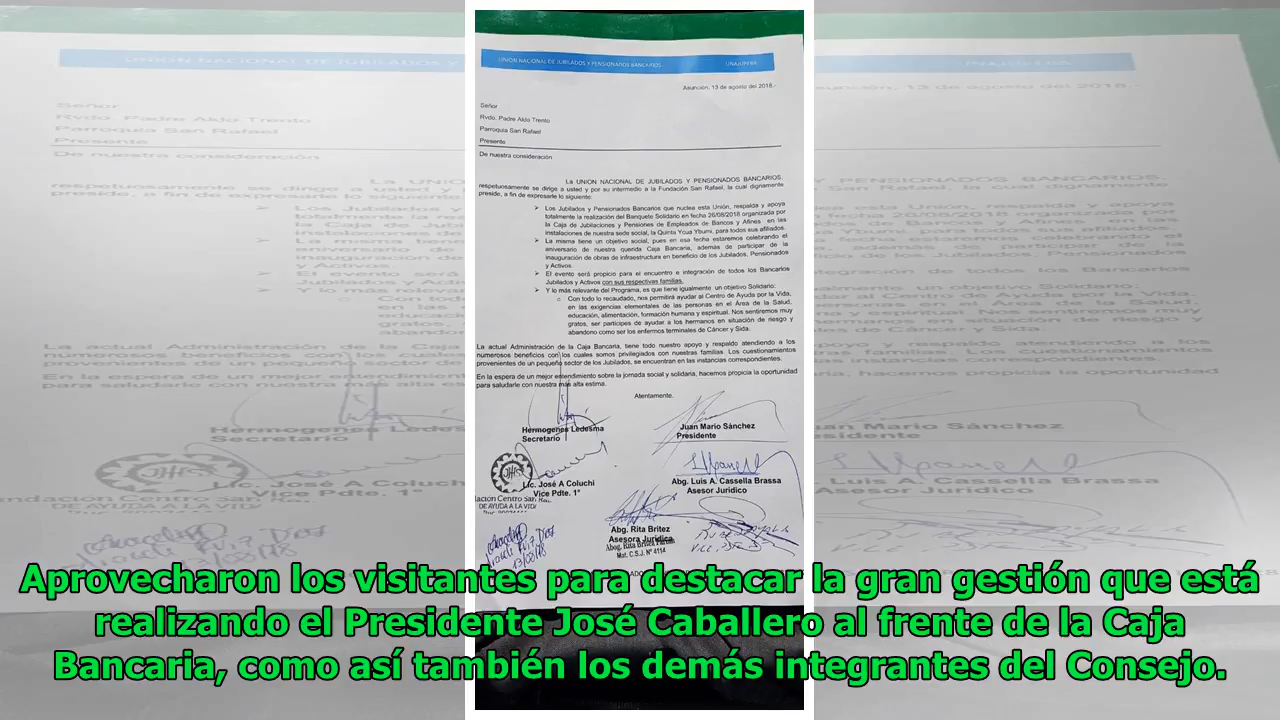 UNION NACIONAL DE JUBILADOS Y PENSIONADOS BANCARIOS - UNAJUPEBA
Asunción, 13 de agosto del 2018.-
Señor
Rvdo. Padre Aldo Trento
Parroquia San Rafael
Presente
De nuestra consideración
La UNION NACIONAL DE JUBILADOS Y PENSIONADOS BANCARIOS,
respetuosamente se dirige a usted y por su intermedio a la Fundación San Rafael, la cual dignamente
preside, a fin de expresarle lo siguiente:
➢ Los Jubilados y Pensionados Bancarios que nuclea esta Unión, respalda y apoya
totalmente la realización del Banquete Solidario en fecha 26/08/2018 organizada por
la Caja de Jubilaciones y Pensiones de Empleados de Bancos y Afines en las
instalaciones de nuestra sede social, la Quinta Ycua Ybumi, para todos sus afiliados.
➢ La misma tiene un objetivo social, pues en esa fecha estaremos celebrando el
aniversario de nuestra querida Caja Bancaria, además de participar de la
inauguración de obras de infraestructura en beneficio de los Jubilados, Pensionados
y Activos.
➢ El evento será propicio para el encuentro e integración de todos los Bancarios
Jubilados y Activos con sus respectivas familias.
➢ Y lo más relevante del Programa, es que tiene igualmente un objetivo Solidario:
o Con todo lo recaudado, nos permitirá ayudar al Centro de Ayuda por la Vida,
en las exigencias elementales de las personas en el Área de la Salud,
educación, alimentación, formación humana y espiritual. Nos sentiremos muy
gratos, ser partícipes de ayudar a los hermanos en situación de riesgo y
abandono como ser los enfermos terminales de Cáncer y Sida.
La actual Administración de la Caja Bancaria, tiene todo nuestro apoyo y respaldo atendiendo a los
numerosos beneficios con los cuales somos privilegiados con nuestras familias. Los cuestionamientos
provenientes de un pequeño sector de los Jubilados, se encuentran en las instancias correspondientes.
En la espera de un mejor entendimiento sobre la jornada social y solidaria, hacemos propicia la oportunidad
para saludarle con nuestra más alta estima.
Atentamente.
Hermogenes Ledesma
Secretario
Juan Mario Sánchez
Presidente
Lic. José A Coluchi
Vice Pdte. 1°
Abg. Luis A. Cassella Brassa
Asesor Juridico
Centro San
DE AYUDA A LA VIDA
Abg. Rita Britez
Asesora Juridica
Abog. Rita Britez
Mat. C.S.J. N° 4114
13/08/18
Aprovecharon los visitantes para destacar la gran gestión que está
realizando el Presidente José Caballero al frente de la Caja
Bancaria, como así también los demás integrantes del Consejo.